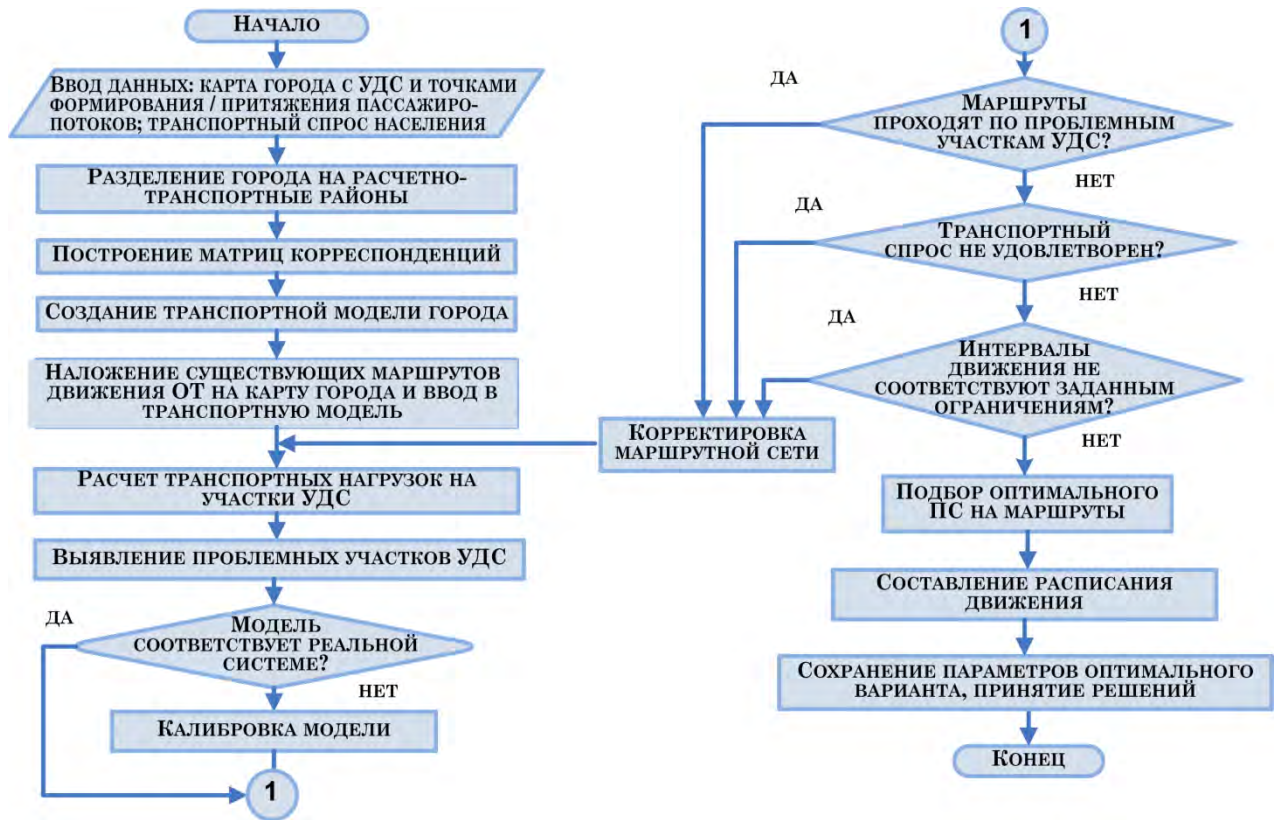 Начало
Ввод данных: карта города с УДС и точками
формирования / притяжения пассажиро-
потоков; транспортный спрос населения
Разделение города на расчетно-
транспортные районы
Построение матриц корреспонденций
Создание транспортной модели города
Наложение существующих маршрутов
движения ОТ на карту города и ввод в
транспортную модель
Расчет транспортных нагрузок на
участки УДС
Выявление проблемных участков УДС
ДА
Модель
соответствует реальной
системе?
НЕТ
Калибровка модели
1
1
ДА
Маршруты
проходят по проблемным
участкам УДС?
НЕТ
ДА
Транспортный
спрос не удовлетворен?
НЕТ
ДА
Интервалы
движения не
соответствуют заданным
ограничениям?
НЕТ
Корректировка
маршрутной сети
Подбор оптимального
ПС на маршруты
Составление расписания
движения
Сохранение параметров оптимального
варианта, принятие решений
Конец